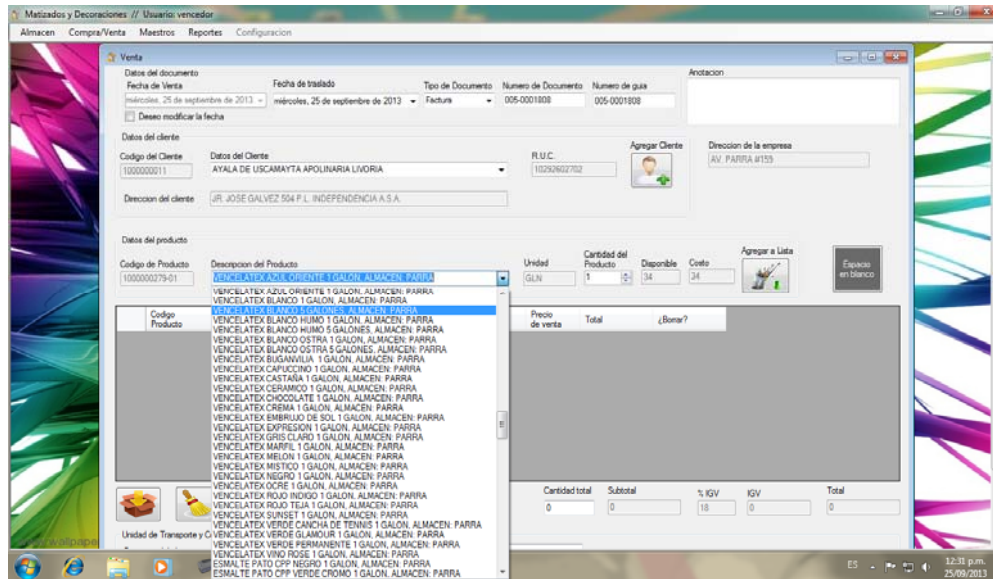 Matizados y Decoraciones // Usuario: vencedor
Almacen Compra/Venta Maestros Reportes Configuracion
Venta
Datos del documento
Fecha de Venta Fecha de traslado Tipo de Documento Numero de Documento Numero de guia Anotacion
miércoles, 25 de septiembre de 2013 miércoles, 25 de septiembre de 2013 Factura 005-0001808 005-0001808
Deseo modificar la fecha
Datos del cliente
Codigo del Cliente Datos del Cliente R.U.C. Agregar Cliente Direccion de la empresa
1000000011 AYALA DE USCAMAYTA APOLINARIA LIVORIA 10292602702 AV. PARRA #159
Direccion del cliente JR. JOSE GALVEZ 504 P.L. INDEPENDENCIA A.S.A.
Datos del producto
Codigo de Producto Descripcion del Producto Unidad Cantidad del Producto Disponible Costo Agregar a Lista
1000000279-01 VENCELATEX AZUL ORIENTE 1 GALON, ALMACEN: PARRA GLN 1 34 34 Espacio en blanco
VENCELATEX AZUL ORIENTE 1 GALON, ALMACEN: PARRA
VENCELATEX BLANCO 1 GALON, ALMACEN: PARRA
VENCELATEX BLANCO 5 GALONES, ALMACEN: PARRA
VENCELATEX BLANCO HUMO 1 GALON, ALMACEN: PARRA
VENCELATEX BLANCO HUMO 5 GALONES, ALMACEN: PARRA
VENCELATEX BLANCO OSTRA 1 GALON, ALMACEN: PARRA
VENCELATEX BLANCO OSTRA 5 GALONES, ALMACEN: PARRA
VENCELATEX BUGANVILIA 1 GALON, ALMACEN: PARRA
VENCELATEX CAPUCCINO 1 GALON, ALMACEN: PARRA
VENCELATEX CASTAÑA 1 GALON, ALMACEN: PARRA
VENCELATEX CERAMICO 1 GALON, ALMACEN: PARRA
VENCELATEX CHOCOLATE 1 GALON, ALMACEN: PARRA
VENCELATEX CREMA 1 GALON, ALMACEN: PARRA
VENCELATEX EMBRUJO DE SOL 1 GALON, ALMACEN: PARRA
VENCELATEX EXPRESION 1 GALON, ALMACEN: PARRA
VENCELATEX GRIS CLARO 1 GALON, ALMACEN: PARRA
VENCELATEX MARFIL 1 GALON, ALMACEN: PARRA
VENCELATEX MELON 1 GALON, ALMACEN: PARRA
VENCELATEX MISTICO 1 GALON, ALMACEN: PARRA
VENCELATEX NEGRO 1 GALON, ALMACEN: PARRA
VENCELATEX OCRE 1 GALON, ALMACEN: PARRA
VENCELATEX ROJO INDIGO 1 GALON, ALMACEN: PARRA
VENCELATEX ROJO TEJA 1 GALON, ALMACEN: PARRA
VENCELATEX SUNSET 1 GALON, ALMACEN: PARRA
VENCELATEX VERDE CANCHA DE TENNIS 1 GALON, ALMACEN: PARRA
VENCELATEX VERDE GLAMOUR 1 GALON, ALMACEN: PARRA
VENCELATEX VERDE PERMANENTE 1 GALON, ALMACEN: PARRA
VENCELATEX VINO ROSE 1 GALON, ALMACEN: PARRA
ESMALTE PATO CPP NEGRO 1 GALON, ALMACEN: PARRA
ESMALTE PATO CPP VERDE CROMO 1 GALON, ALMACEN: PARRA
Codigo Producto Precio de venta Total ¿Borrar?
Cantidad total Subtotal % IGV IGV Total
0 0 18 0 0
Unidad de Transporte y C
ES 12:31 p.m.
25/09/2013